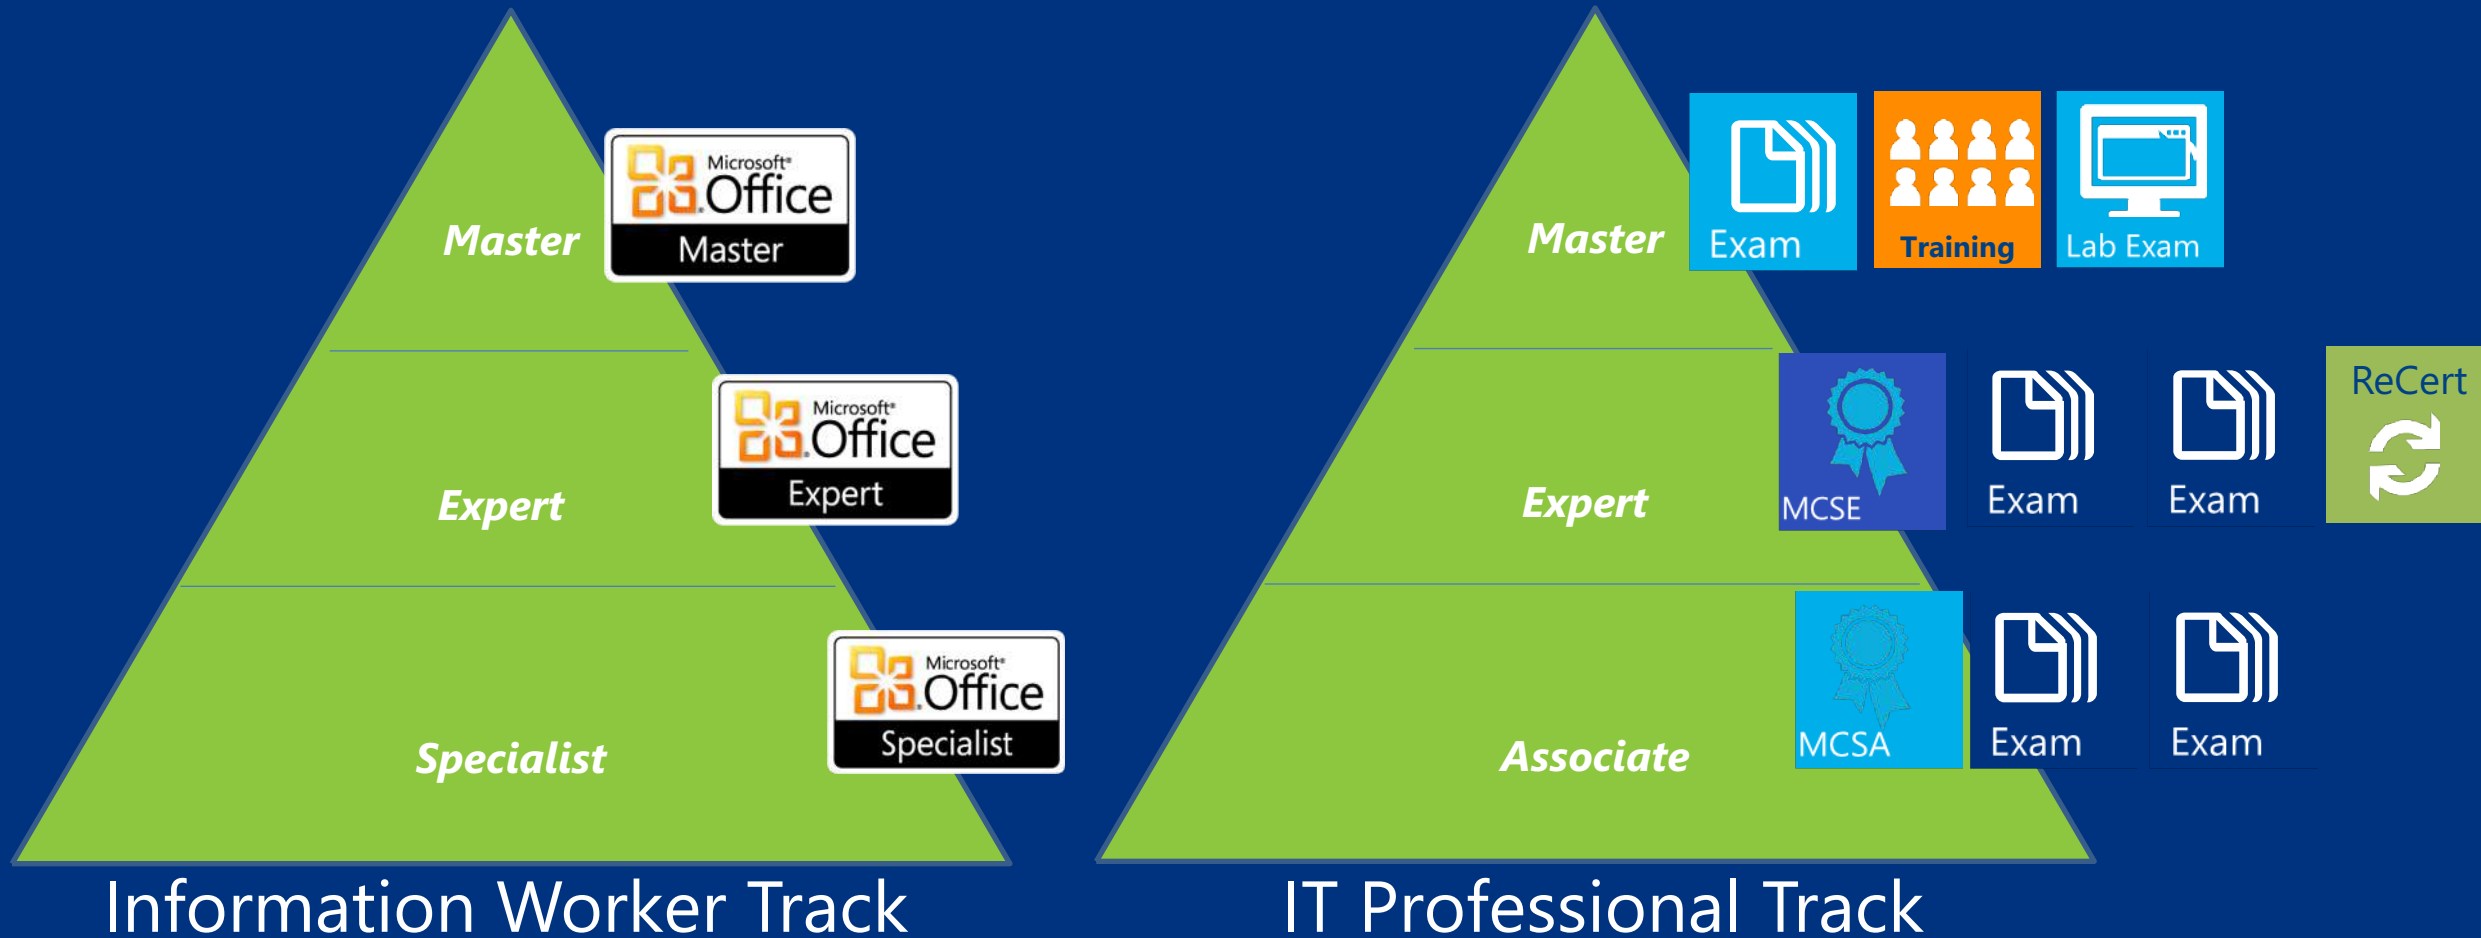 Master
Microsoft®
Office
Master
Expert
Microsoft®
Office
Expert
Specialist
Microsoft®
Office
Specialist
Information Worker Track
Master
Exam
Training
Lab Exam
Expert
MCSE
Exam
Exam
ReCert
Associate
MCSA
Exam
Exam
IT Professional Track